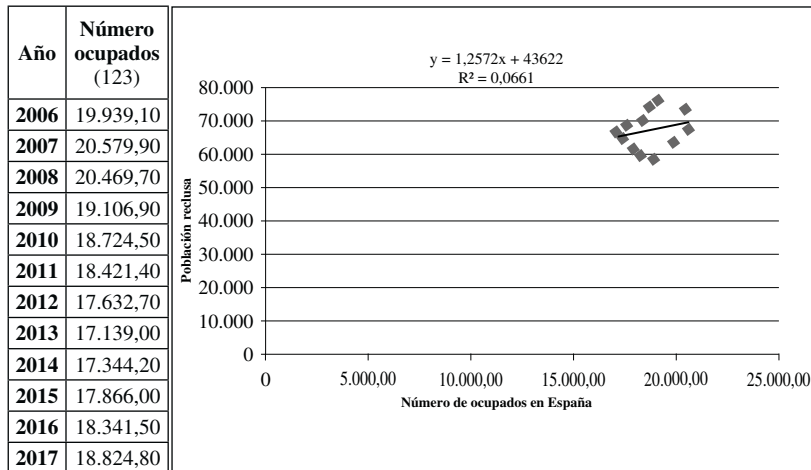 Año
Número
ocupados
(123)
2006 19.939,10
2007 20.579,90
2008 20.469,70
2009 19.106,90
2010 18.724,50
2011 18.421,40
2012 17.632,70
2013 17.139,00
2014 17.344,20
2015 17.866,00
2016 18.341,50
2017 18.824,80
y = 1,2572x + 43622
R² = 0,0661
Población reclusa
80.000
70.000
60.000
50.000
40.000
30.000
20.000
10.000
0
0 5.000,00 10.000,00 15.000,00 20.000,00 25.000,00
Número de ocupados en España